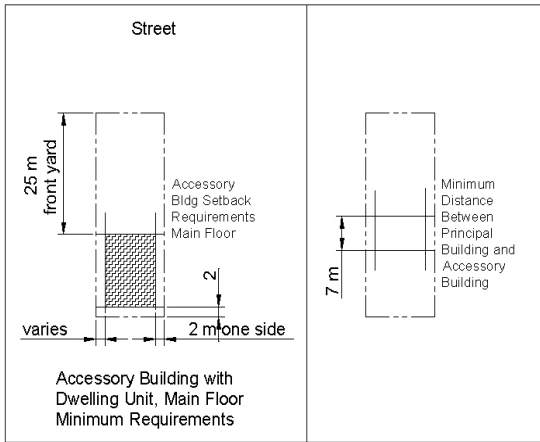 Street
25 m
front yard
Accessory
Bldg Setback
Requirements
Main Floor
2
varies
2 m one side
Accessory Building with
Dwelling Unit, Main Floor
Minimum Requirements
Minimum
Distance
Between
Principal
Building and
Accessory
Building
7 m